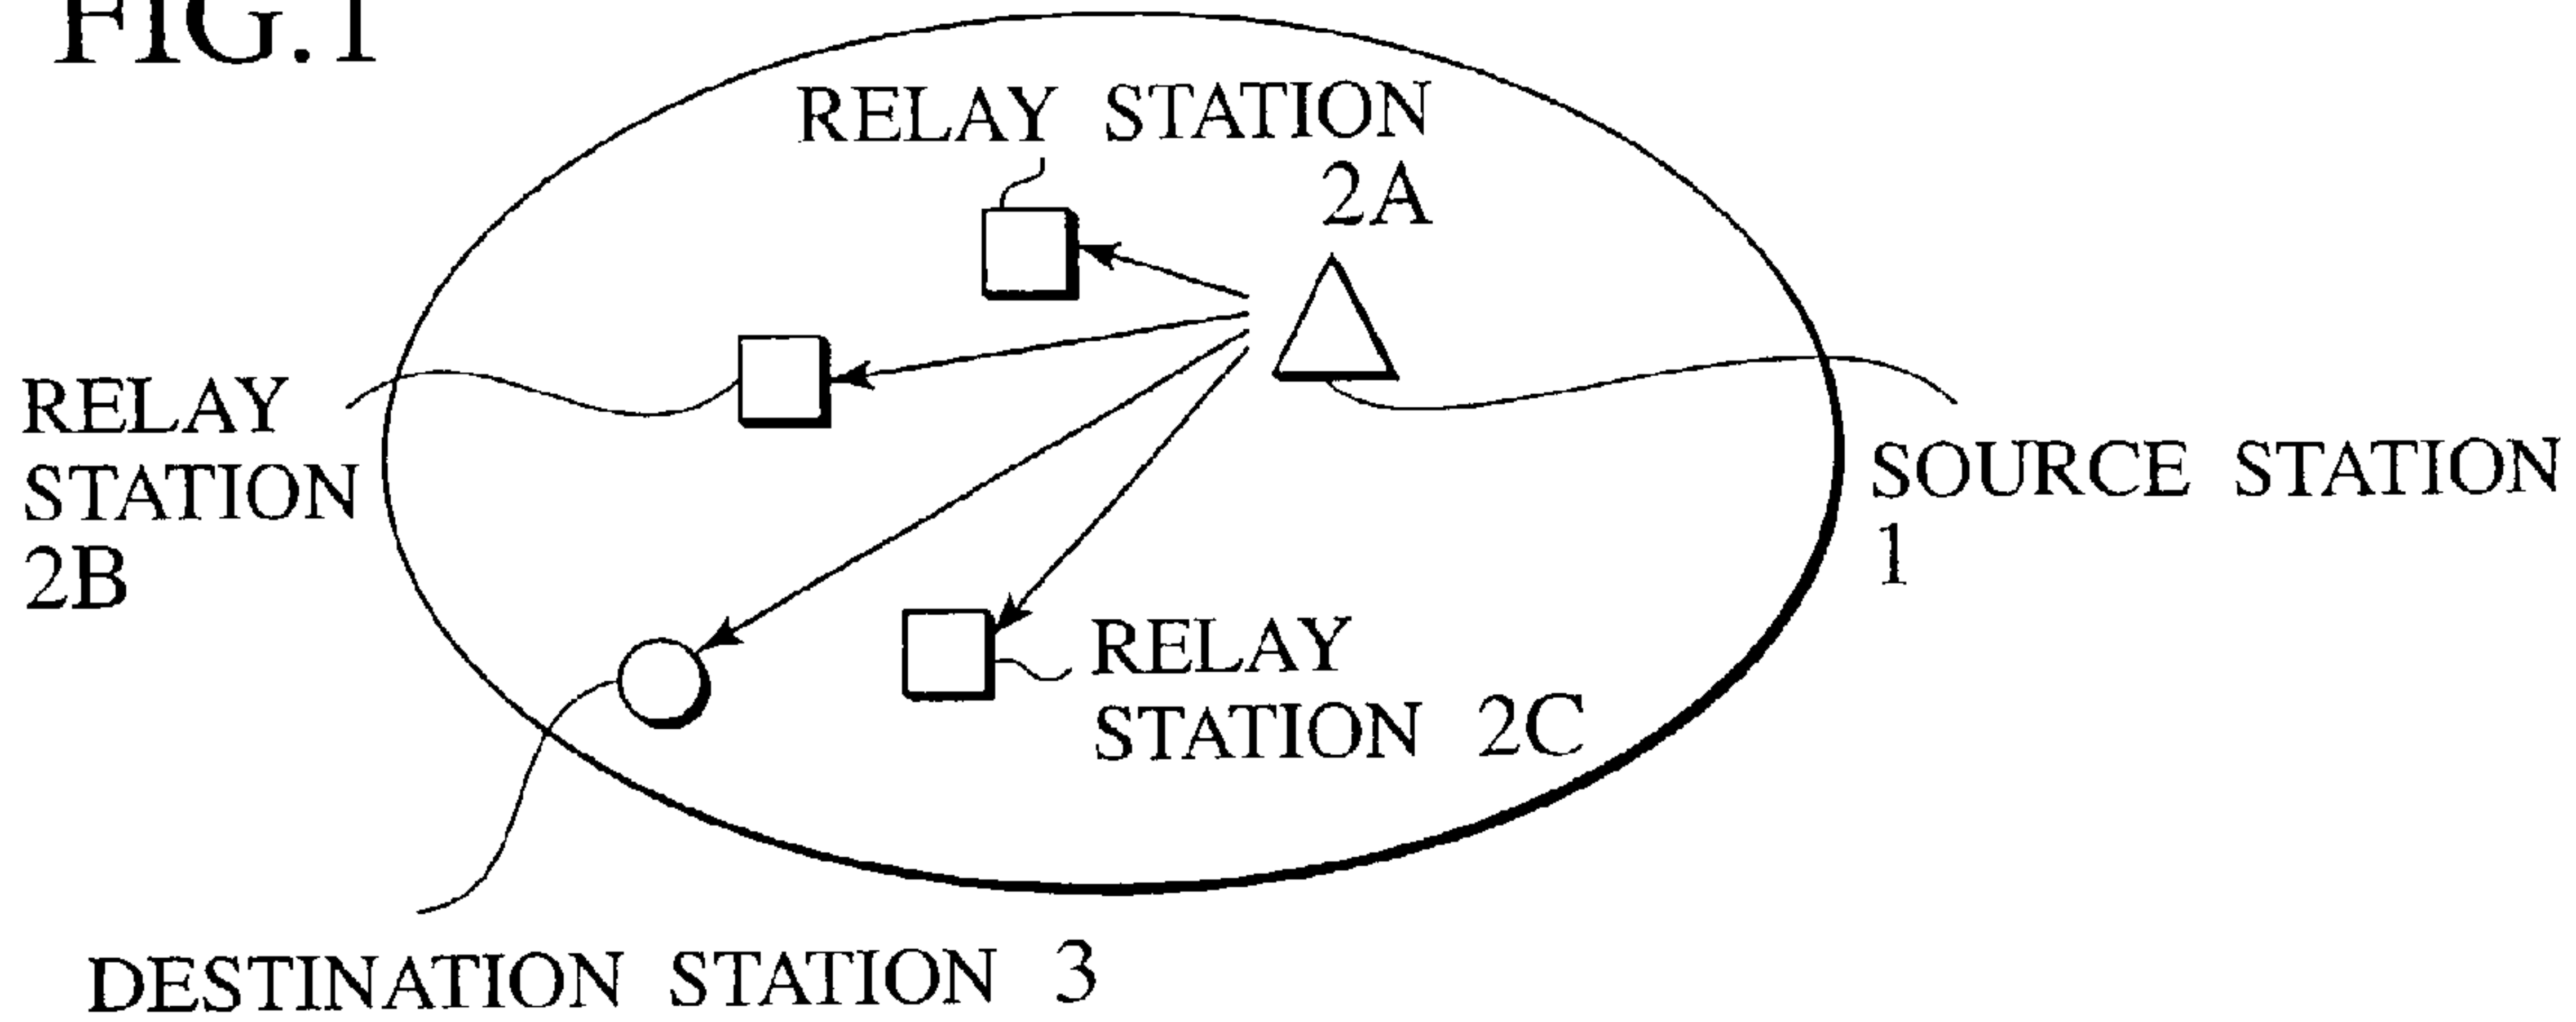 FIG.1
RELAY STATION
2A
RELAY
STATION
2B
SOURCE STATION
1
RELAY
STATION 2C
DESTINATION STATION 3